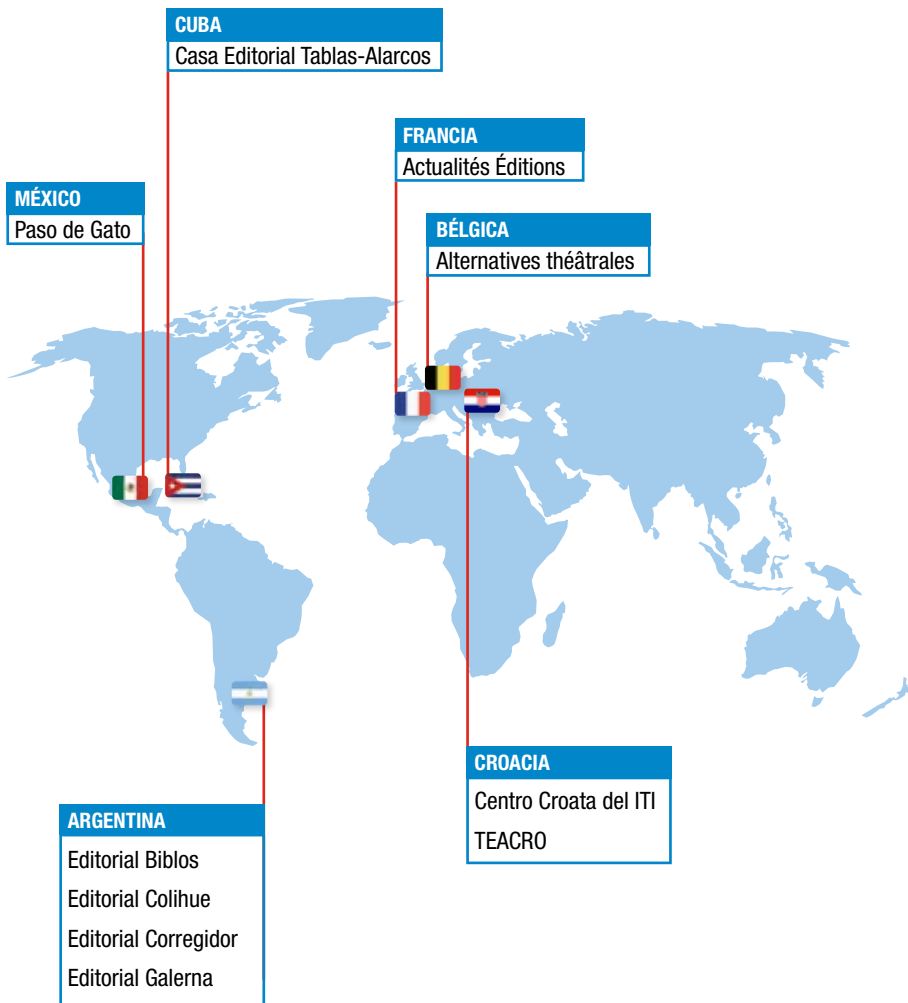 CUBA
Casa Editorial Tablas-Alarcos
FRANCIA
Actualités Éditions
MÉXICO
Paso de Gato
BÉLGICA
Alternatives théâtrales
CROACIA
Centro Croata del ITI
TEACRO
ARGENTINA
Editorial Biblos
Editorial Colihue
Editorial Corregidor
Editorial Galerna